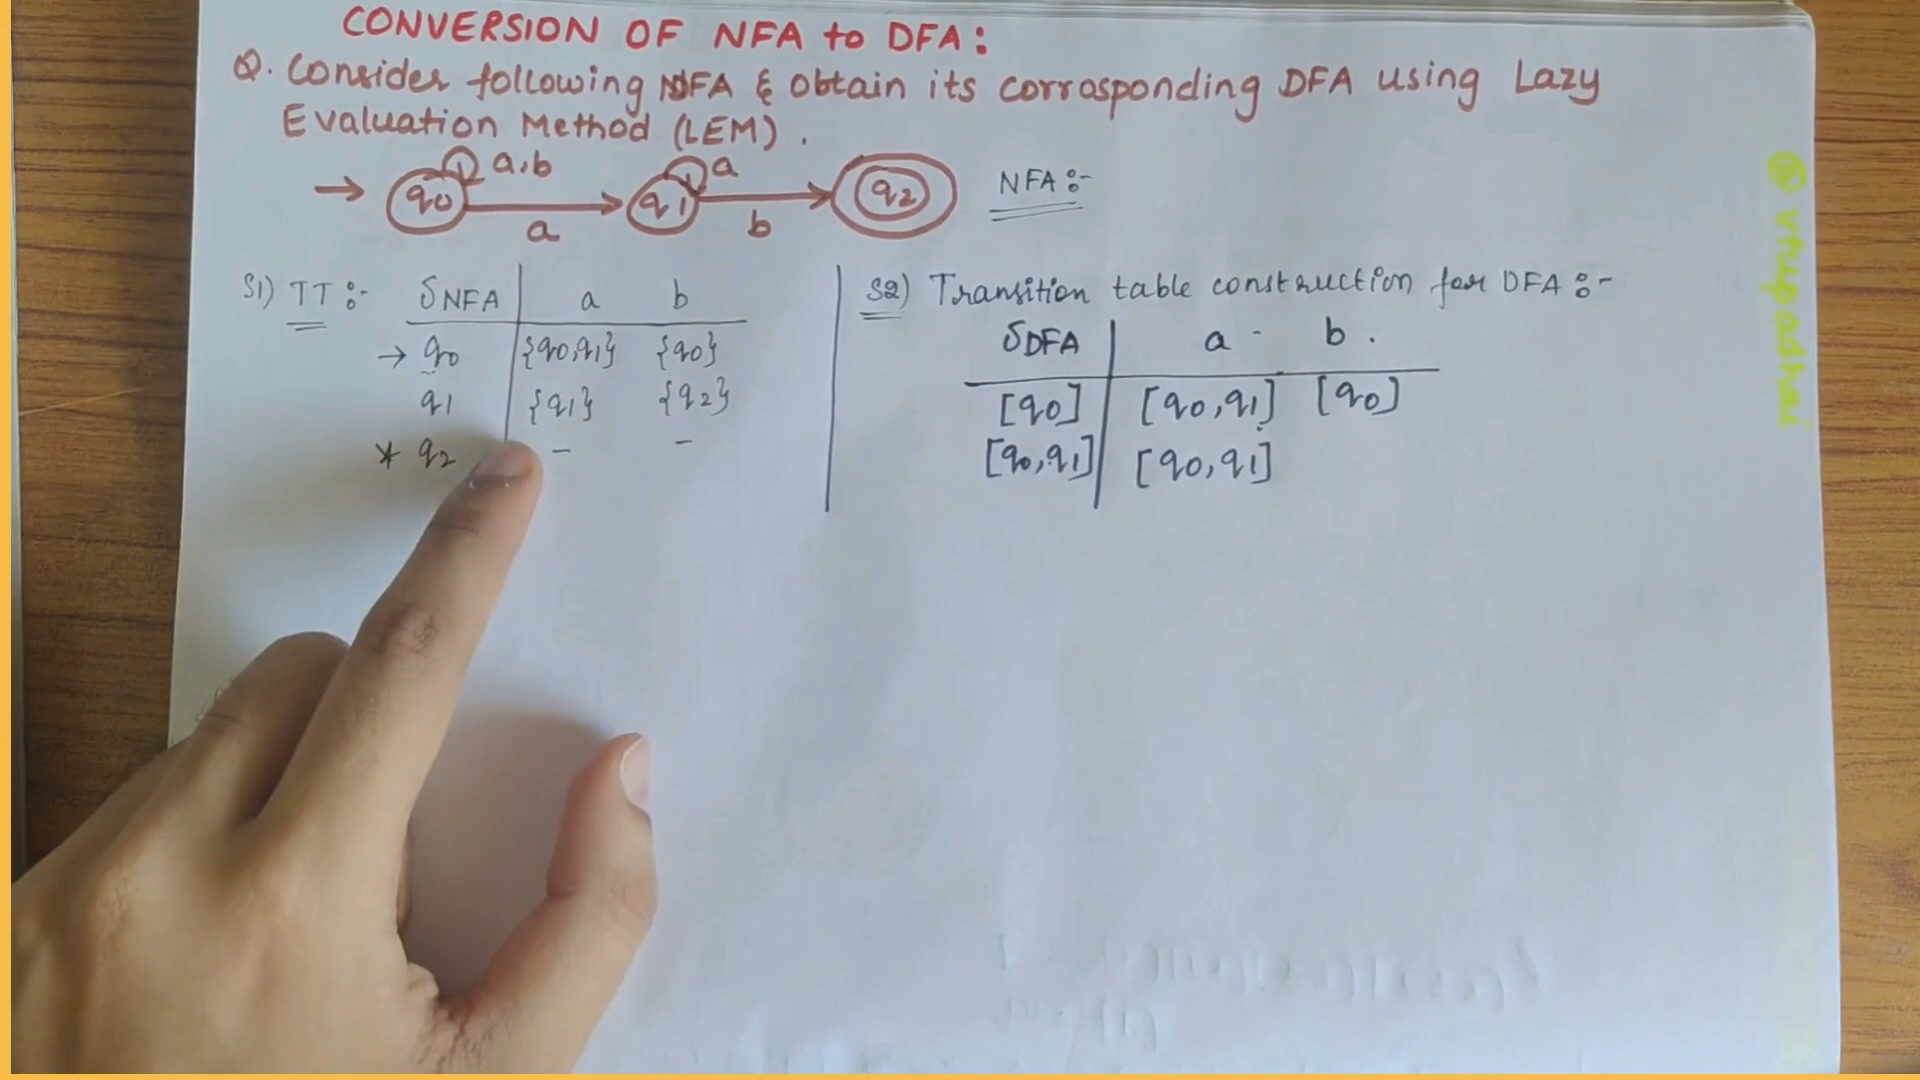 CONVERSION OF NFA to DFA:
Q. Consider following NFA & obtain its corrosponding DFA using Lazy
Evaluation Method (LEM).
a,b
a
→ q0
q1
q2
NFA:-
a
b
S1) TT:-
δNFA a b
→ q0 {q0,q1} {q0}
q1 {q1} {q2}
* q2 - -
S2) Transition table construction for DFA:-
δDFA a b
[q0] [q0,q1] [q0]
[q0,q1] [q0,q1]
vtupadhai